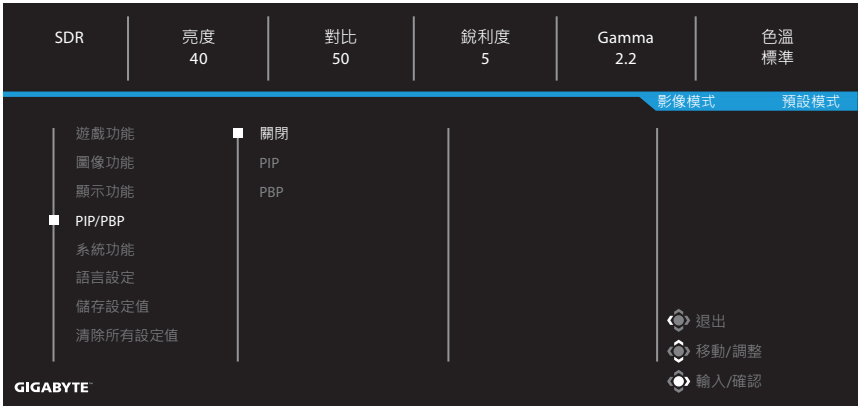 SDR 亮度 對比 銳利度 Gamma 色溫
40 50 5 2.2 標準
影像模式 預設模式
遊戲功能 關閉
圖像功能 PIP
顯示功能 PBP
PIP/PBP
系統功能
語言設定
儲存設定值
清除所有設定值
退出
移動/調整
輸入/確認
GIGABYTE™